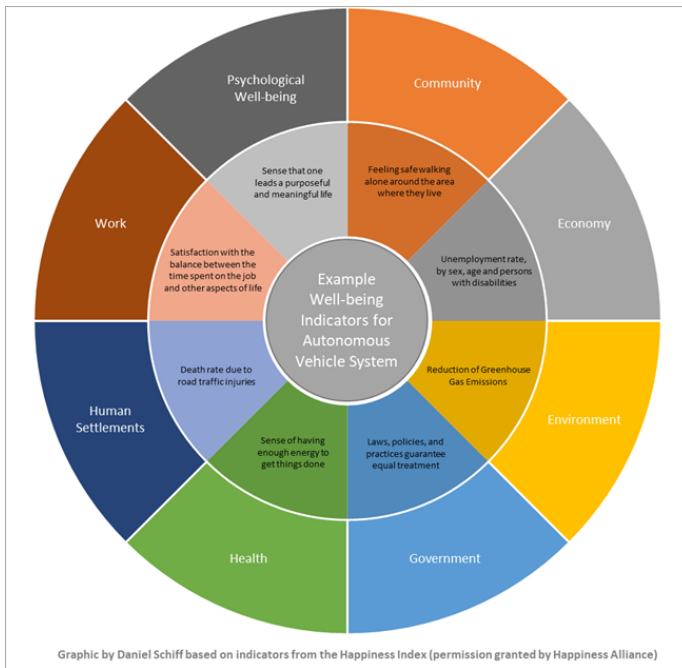 Psychological
Well-being
Community
Sense that one
leads a purposeful
and meaningful life
Feeling safe walking
alone around the area
where they live
Work
Economy
Satisfaction with the
balance between the
time spent on the job
and other aspects of life
Unemployment rate,
by sex, age and persons
with disabilities
Example
Well-being
Indicators for
Autonomous
Vehicle System
Death rate due to
road traffic injuries
Reduction of Greenhouse
Gas Emissions
Human
Settlements
Environment
Sense of having
enough energy to
get things done
Laws, policies, and
practices guarantee
equal treatment
Health
Government
Graphic by Daniel Schiff based on indicators from the Happiness Index (permission granted by Happiness Alliance)